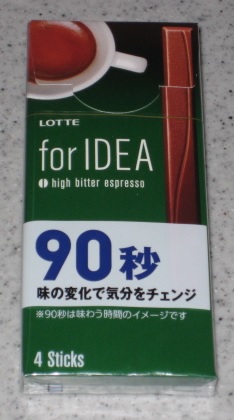 LOTTE
for IDEA
high bitter espresso
90秒
味の変化で気分をチェンジ
※90秒は味わう時間のイメージです
4 Sticks